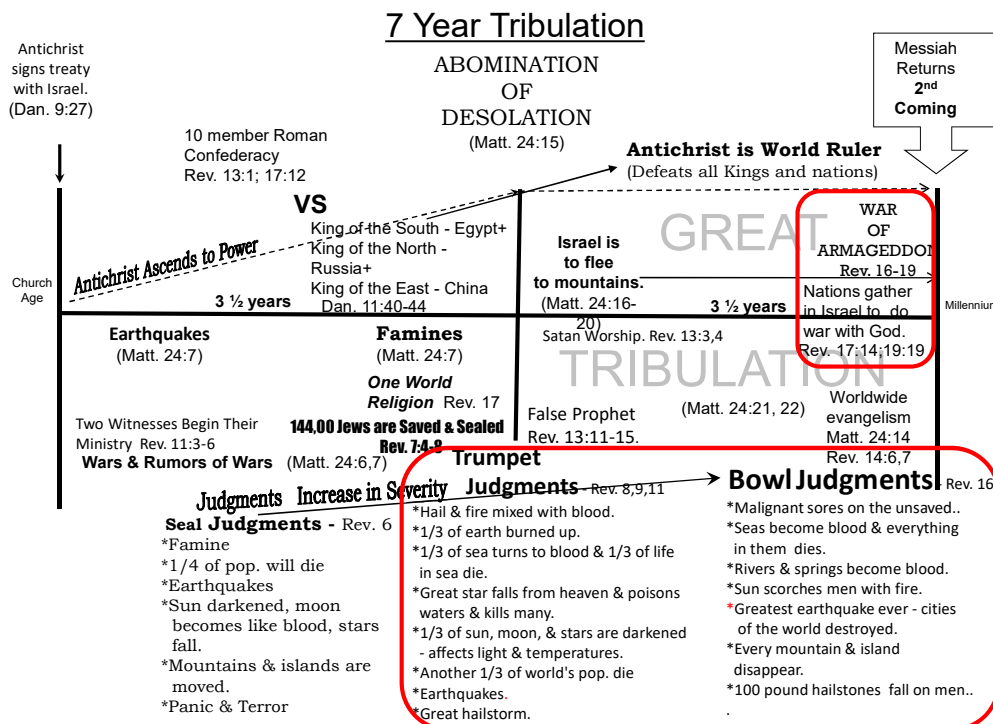 7 Year Tribulation
Antichrist
signs treaty
with Israel.
(Dan. 9:27)
ABOMINATION
OF
DESOLATION
(Matt. 24:15)
Messiah
Returns
2nd
Coming
10 member Roman
Confederacy
Rev. 13:1; 17:12
VS
King of the South - Egypt+
King of the North -
Russia+
King of the East - China
Dan. 11:40-44
Antichrist is World Ruler
(Defeats all Kings and nations)
Church
Age
Antichrist Ascends to Power
3 ½ years
Israel is
to flee
to mountains.
(Matt. 24:16-
20)
GREAT
TRIBULATION
3 ½ years
WAR
OF
ARMAGEDDON
Rev. 16-19
Nations gather
in Israel to do
war with God.
Rev. 17:14;19:19
Millennium
Earthquakes
(Matt. 24:7)
Famines
(Matt. 24:7)
One World
Religion Rev. 17
Satan Worship. Rev. 13:3,4
Two Witnesses Begin Their
Ministry Rev. 11:3-6
144,00 Jews are Saved & Sealed
Rev. 7:4-8
Wars & Rumors of Wars (Matt. 24:6,7)
False Prophet
Rev. 13:11-15.
(Matt. 24:21, 22)
Worldwide
evangelism
Matt. 24:14
Rev. 14:6,7
Judgments Increase in Severity
Seal Judgments - Rev. 6
*Famine
*1/4 of pop. will die
*Earthquakes
*Sun darkened, moon
becomes like blood, stars
fall.
*Mountains & islands are
moved.
*Panic & Terror
Trumpet
Judgments - Rev. 8,9,11
*Hail & fire mixed with blood.
*1/3 of earth burned up.
*1/3 of sea turns to blood & 1/3 of life
in sea die.
*Great star falls from heaven & poisons
waters & kills many.
*1/3 of sun, moon, & stars are darkened
- affects light & temperatures.
*Another 1/3 of world's pop. die
*Earthquakes.
*Great hailstorm.
Bowl Judgments - Rev. 16
*Malignant sores on the unsaved..
*Seas become blood & everything
in them dies.
*Rivers & springs become blood.
*Sun scorches men with fire.
*Greatest earthquake ever - cities
of the world destroyed.
*Every mountain & island
disappear.
*100 pound hailstones fall on men..
.